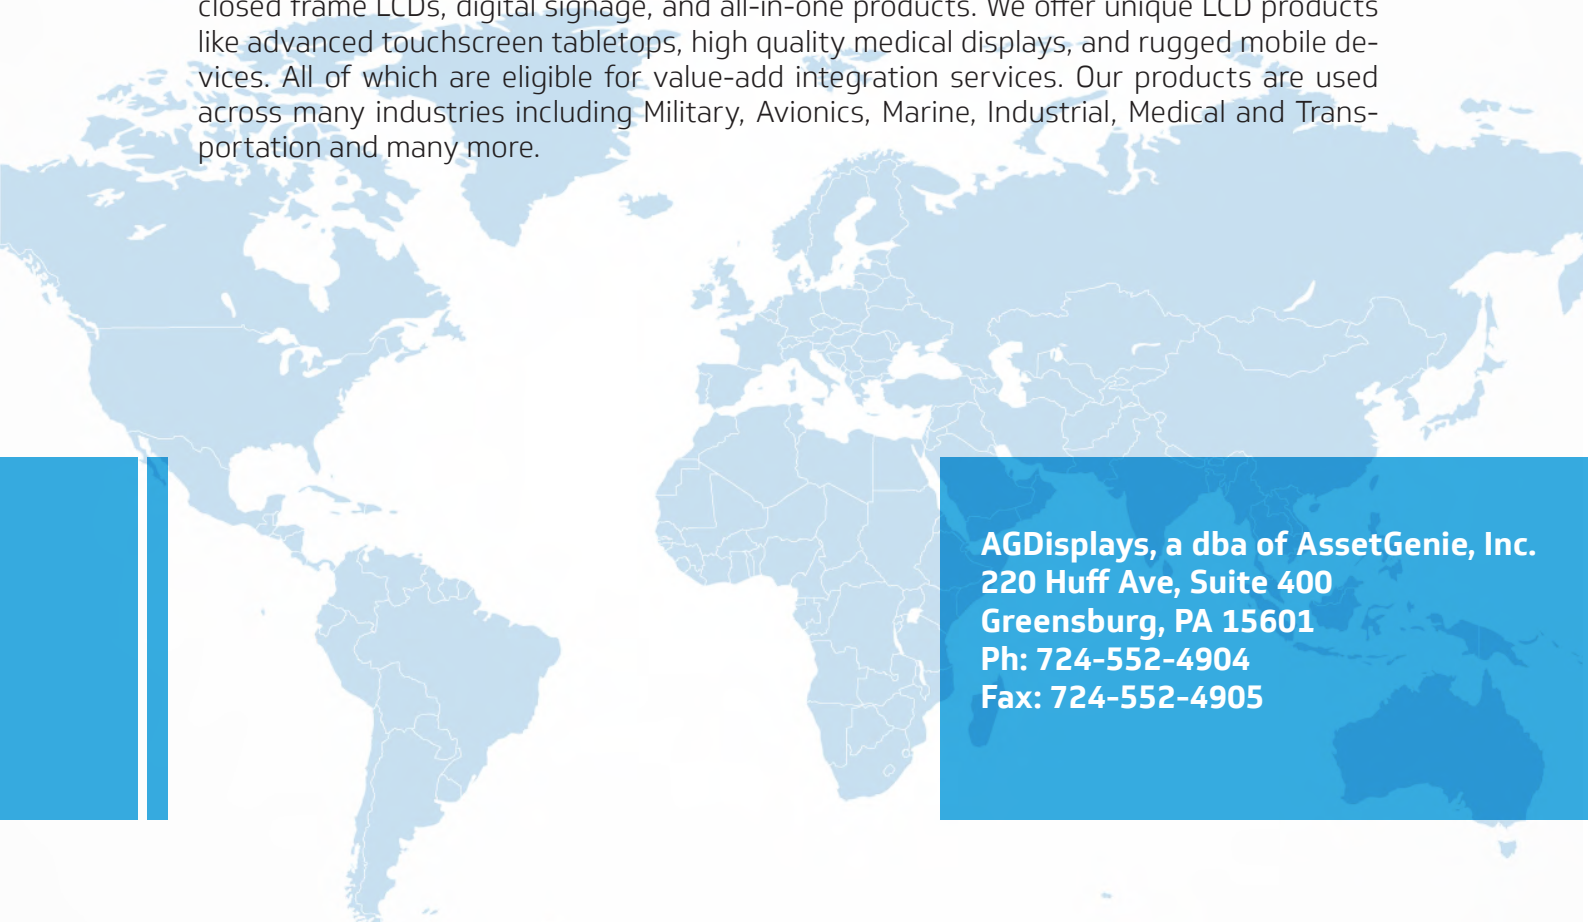 closed frame LCDs, digital signage, and all-in-one products. We offer unique LCD products
like advanced touchscreen tabletops, high quality medical displays, and rugged mobile de-
vices. All of which are eligible for value-add integration services. Our products are used
across many industries including Military, Avionics, Marine, Industrial, Medical and Trans-
portation and many more.
AGDisplays, a dba of AssetGenie, Inc.
220 Huff Ave, Suite 400
Greensburg, PA 15601
Ph: 724-552-4904
Fax: 724-552-4905